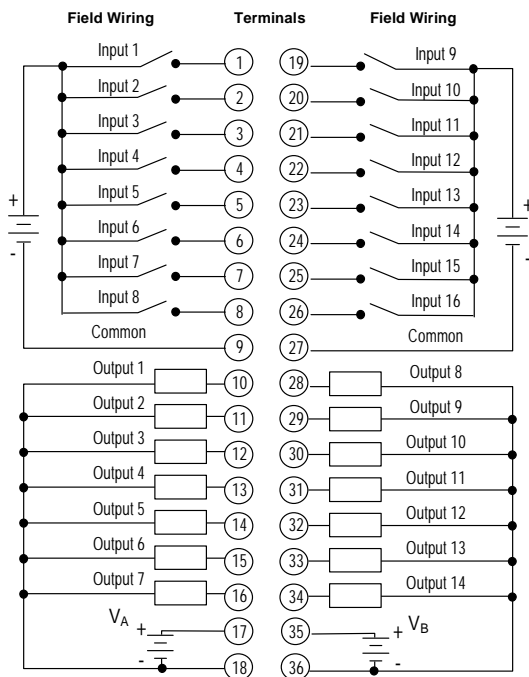 Field Wiring Terminals Field Wiring
Input 1 1 19 Input 9
Input 2 2 20 Input 10
Input 3 3 21 Input 11
Input 4 4 22 Input 12
+ Input 5 5 23 Input 13 +
- Input 6 6 24 Input 14 -
Input 7 7 25 Input 15
Input 8 8 26 Input 16
Common 9 27 Common
Output 1 10 28 Output 8
Output 2 11 29 Output 9
Output 3 12 30 Output 10
Output 4 13 31 Output 11
Output 5 14 32 Output 12
Output 6 15 33 Output 13
Output 7 16 34 Output 14
VA + 17 35 + VB
- 18 36 -